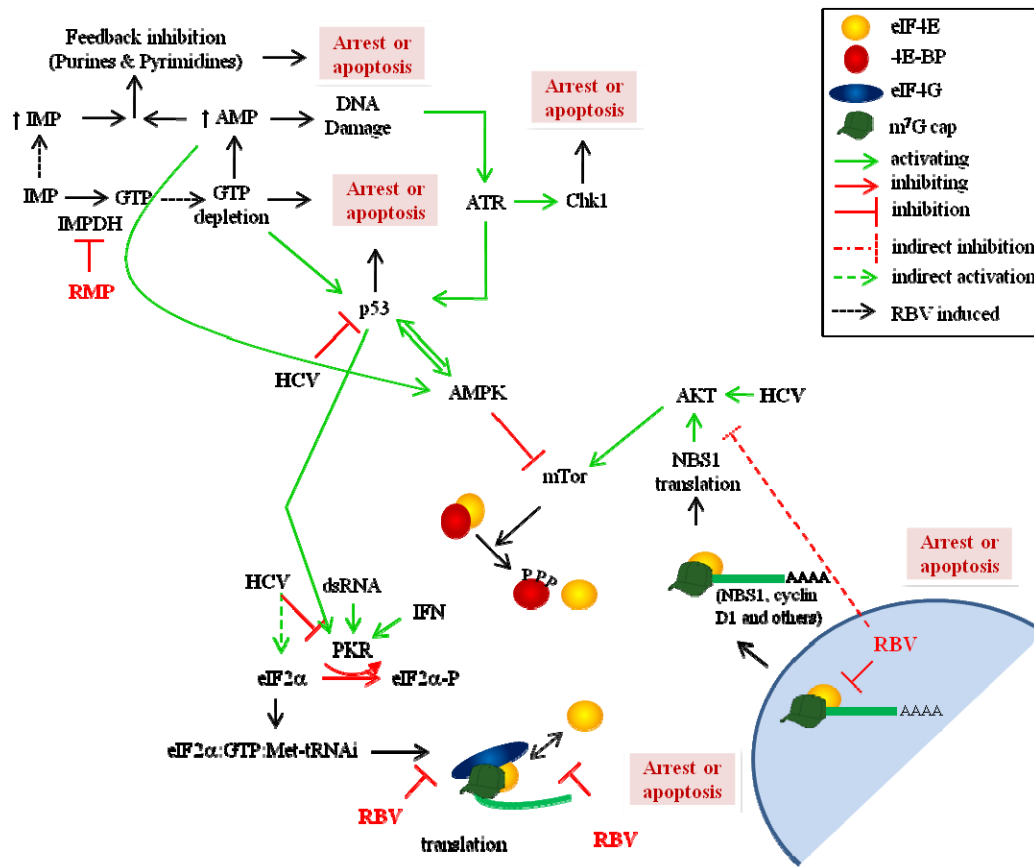 Feedback inhibition
(Purines & Pyrimidines)
Arrest or
apoptosis
Arrest or
apoptosis
↑ IMP
↑ AMP
DNA
Damage
IMP
GTP
GTP
depletion
IMPDH
RMP
Arrest or
apoptosis
ATR
Chk1
p53
HCV
AMPK
AKT
HCV
mTor
NBS1
translation
PPP
AAAA
(NBS1, cyclin
D1 and others)
Arrest or
apoptosis
RBV
AAAA
HCV
dsRNA
IFN
PKR
eIF2α
eIF2α-P
eIF2α::GTP:Met-tRNAi
RBV
translation
RBV
Arrest or
apoptosis
eIF4E
4E-BP
eIF4G
m⁷G cap
activating
inhibiting
inhibition
indirect inhibition
indirect activation
RBV induced